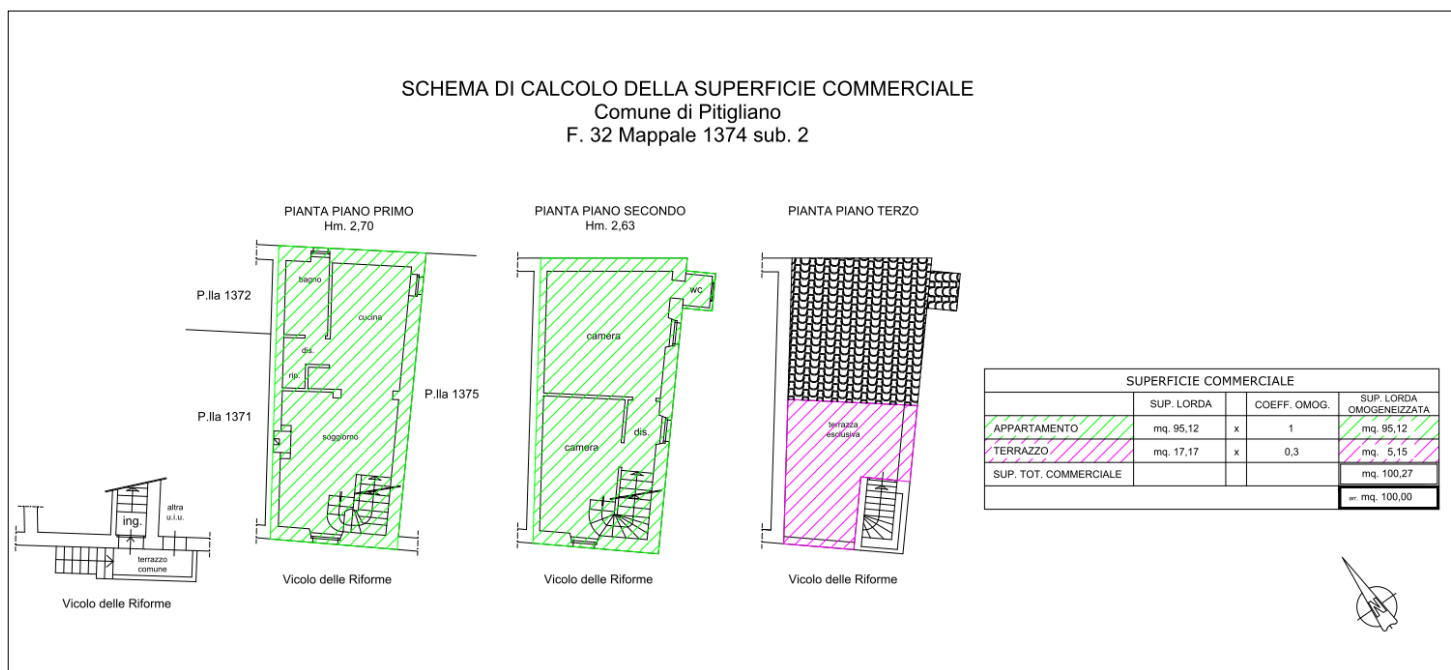 SCHEMA DI CALCOLO DELLA SUPERFICIE COMMERCIALE
Comune di Pitigliano
F. 32 Mappale 1374 sub. 2
PIANTA PIANO PRIMO
Hm. 2,70
bagno
cucina
dis.
rip.
soggiorno
P.lla 1372
P.lla 1371
P.lla 1375
Vicolo delle Riforme
PIANTA PIANO SECONDO
Hm. 2,63
wc
camera
dis.
camera
Vicolo delle Riforme
PIANTA PIANO TERZO
terrazza
esclusiva
Vicolo delle Riforme
ing.
altra
u.i.u.
terrazzo
comune
Vicolo delle Riforme
SUPERFICIE COMMERCIALE
SUP. LORDA COEFF. OMOG. SUP. LORDA
OMOGENEIZZATA
APPARTAMENTO mq. 95,12 x 1 mq. 95,12
TERRAZZO mq. 17,17 x 0,3 mq. 5,15
SUP. TOT. COMMERCIALE mq. 100,27
arr. mq. 100,00
N